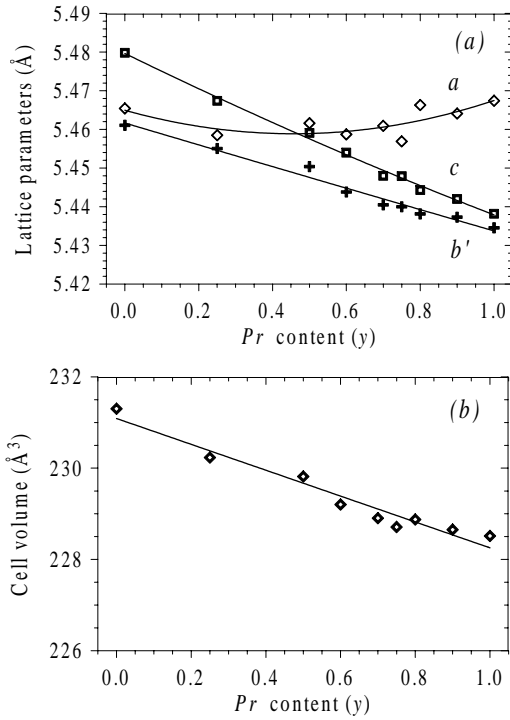 5.49
5.48
5.47
5.46
5.45
5.44
5.43
5.42
Lattice parameters (Å)
(a)
a
c
b'
0.0 0.2 0.4 0.6 0.8 1.0
Pr content (y)
232
230
228
226
Cell volume (Å³)
(b)
0.0 0.2 0.4 0.6 0.8 1.0
Pr content (y)